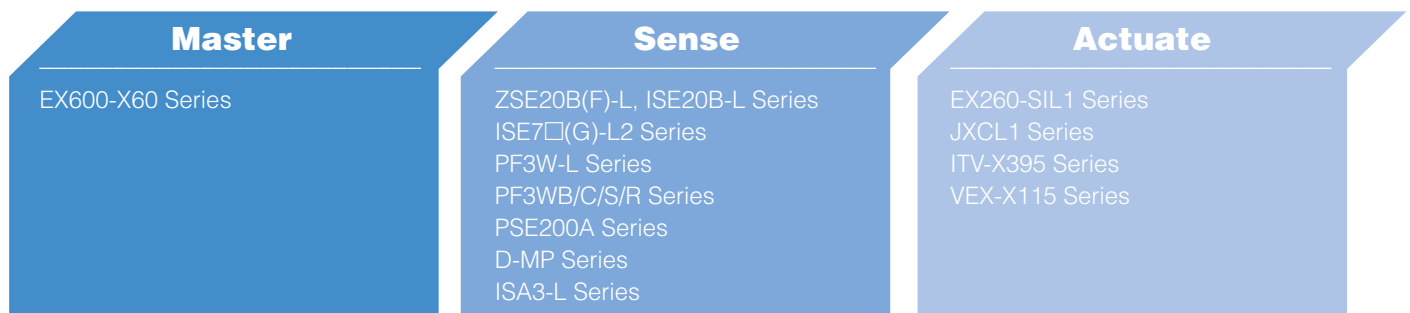 Master
EX600-X60 Series
Sense
ZSE20B(F)-L, ISE20B-L Series
ISE7□(G)-L2 Series
PF3W-L Series
PF3WB/C/S/R Series
PSE200A Series
D-MP Series
ISA3-L Series
Actuate
EX260-SIL1 Series
JXCL1 Series
ITV-X395 Series
VEX-X115 Series